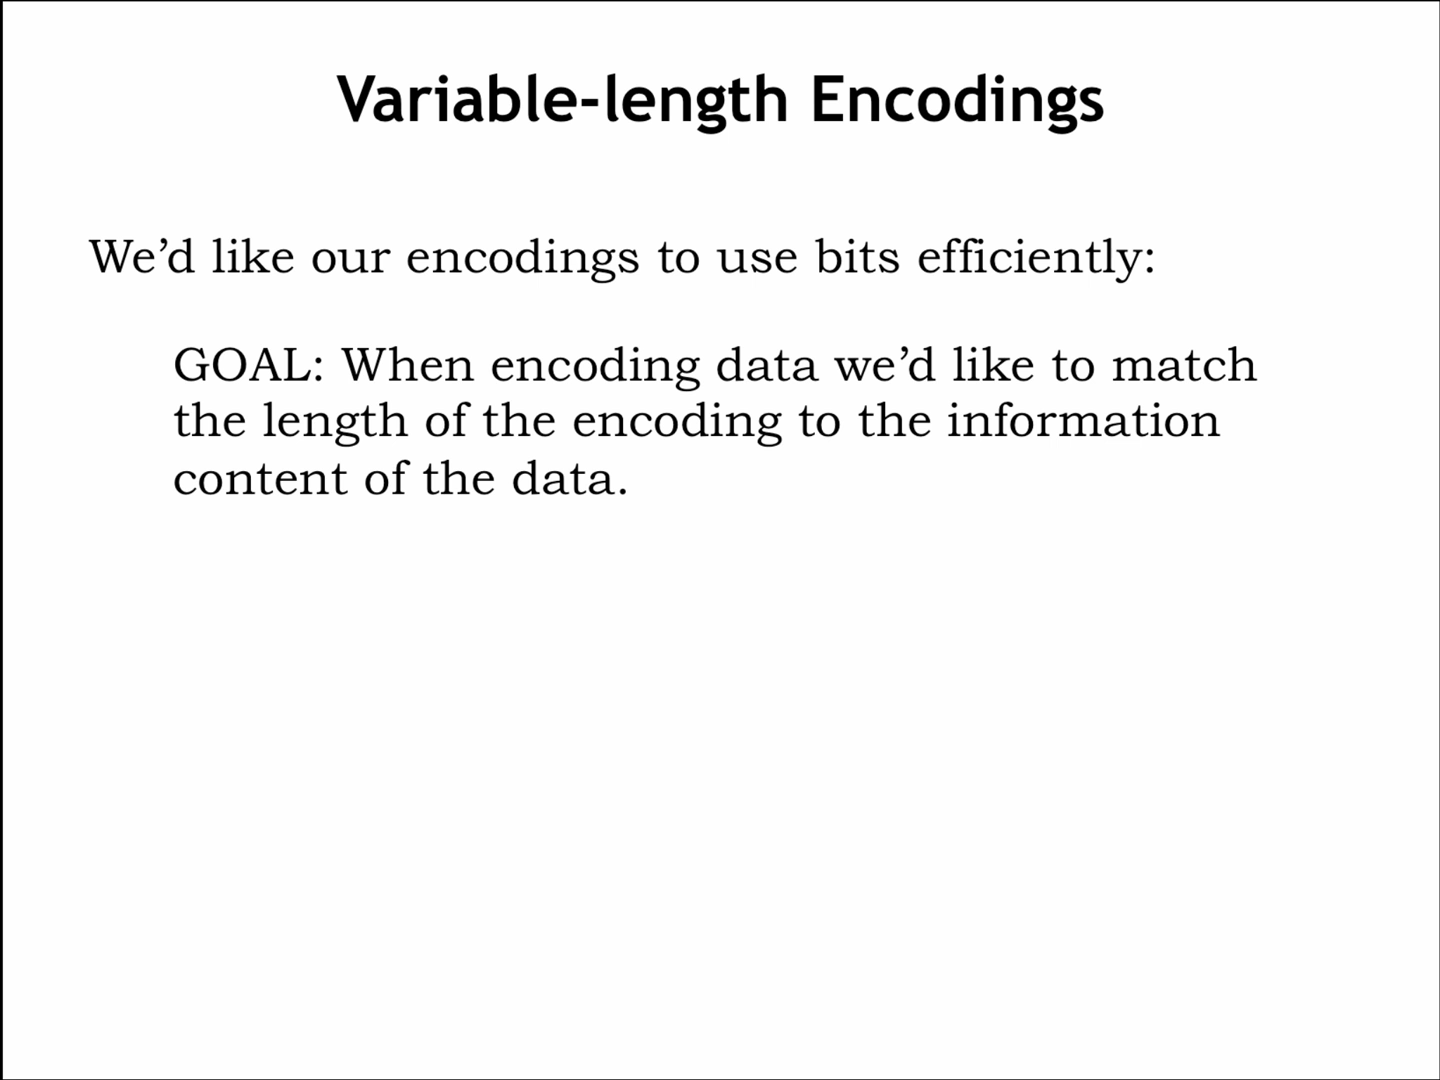 Variable-length Encodings
We’d like our encodings to use bits efficiently:
GOAL: When encoding data we’d like to match
the length of the encoding to the information
content of the data.